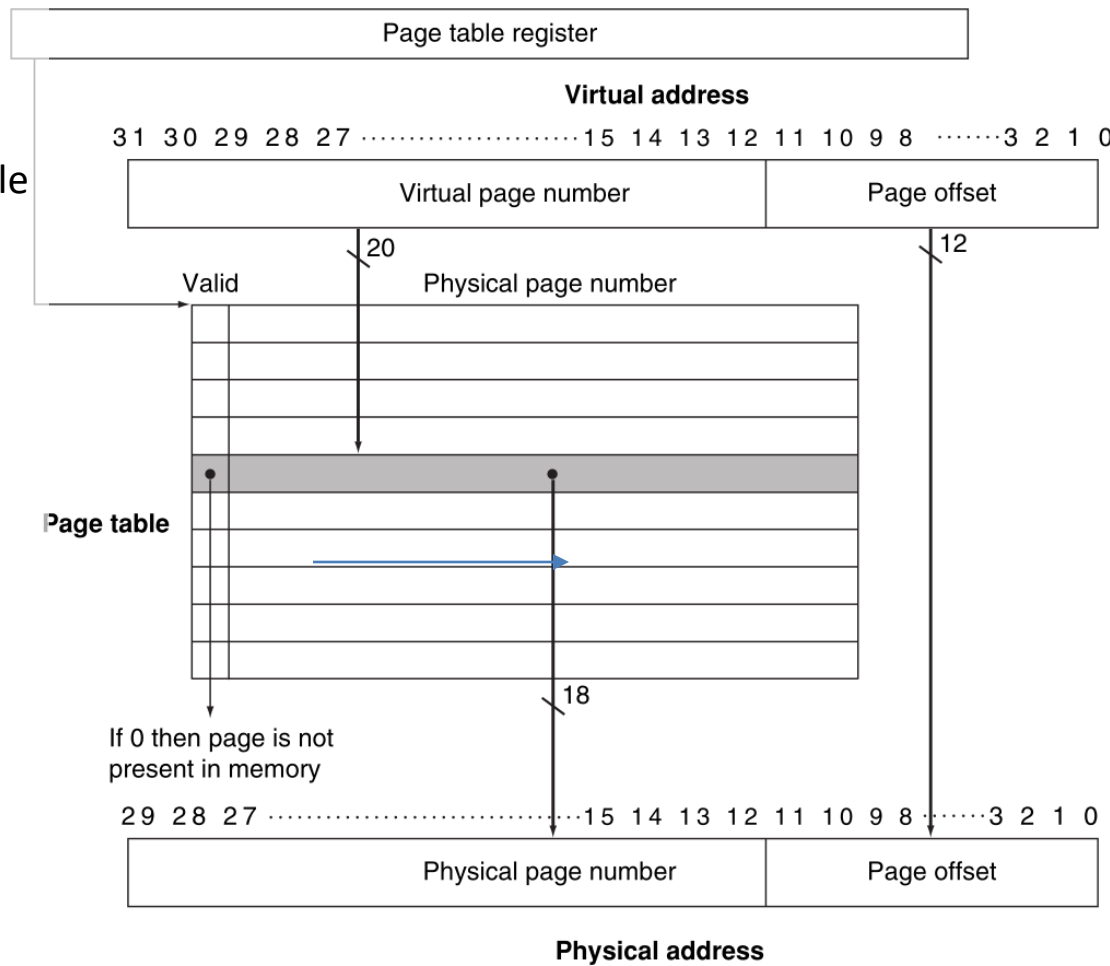 Page table register
Virtual address
31 30 29 28 27 ······················ 15 14 13 12 11 10 9 8 ······· 3 2 1 0
le
Virtual page number Page offset
20 12
Valid Physical page number
Page table
18
If 0 then page is not
present in memory
29 28 27 ······························· 15 14 13 12 11 10 9 8 ······· 3 2 1 0
Physical page number Page offset
Physical address